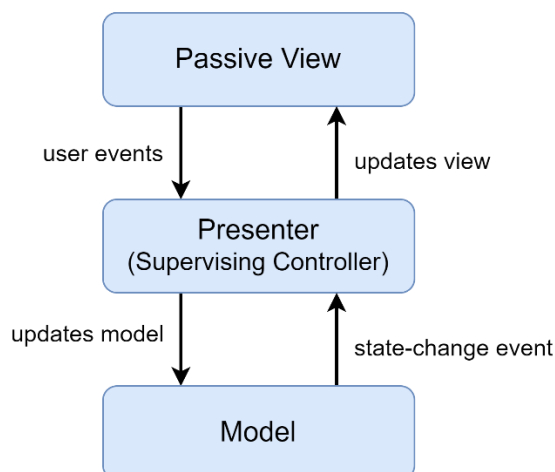 Passive View
user events
updates view
Presenter
(Supervising Controller)
updates model
state-change event
Model